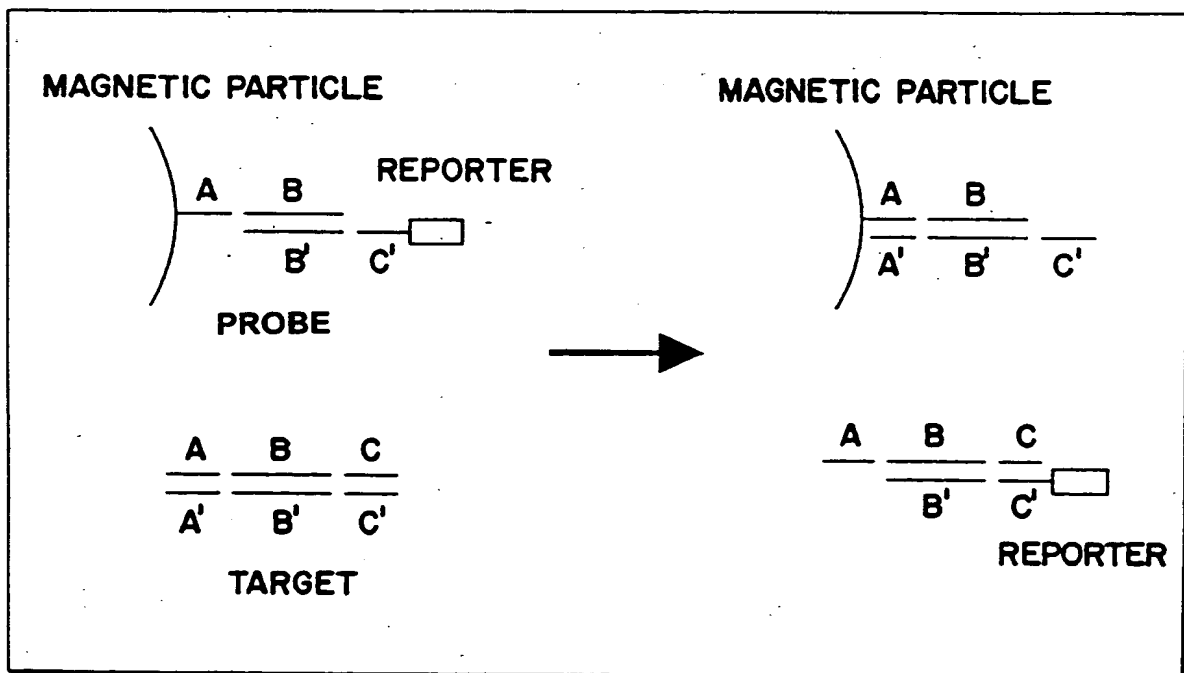 MAGNETIC PARTICLE
A B REPORTER
B' C'
PROBE
A B C
A' B' C'
TARGET
MAGNETIC PARTICLE
A B
A' B' C'
A B C
B' C'
REPORTER